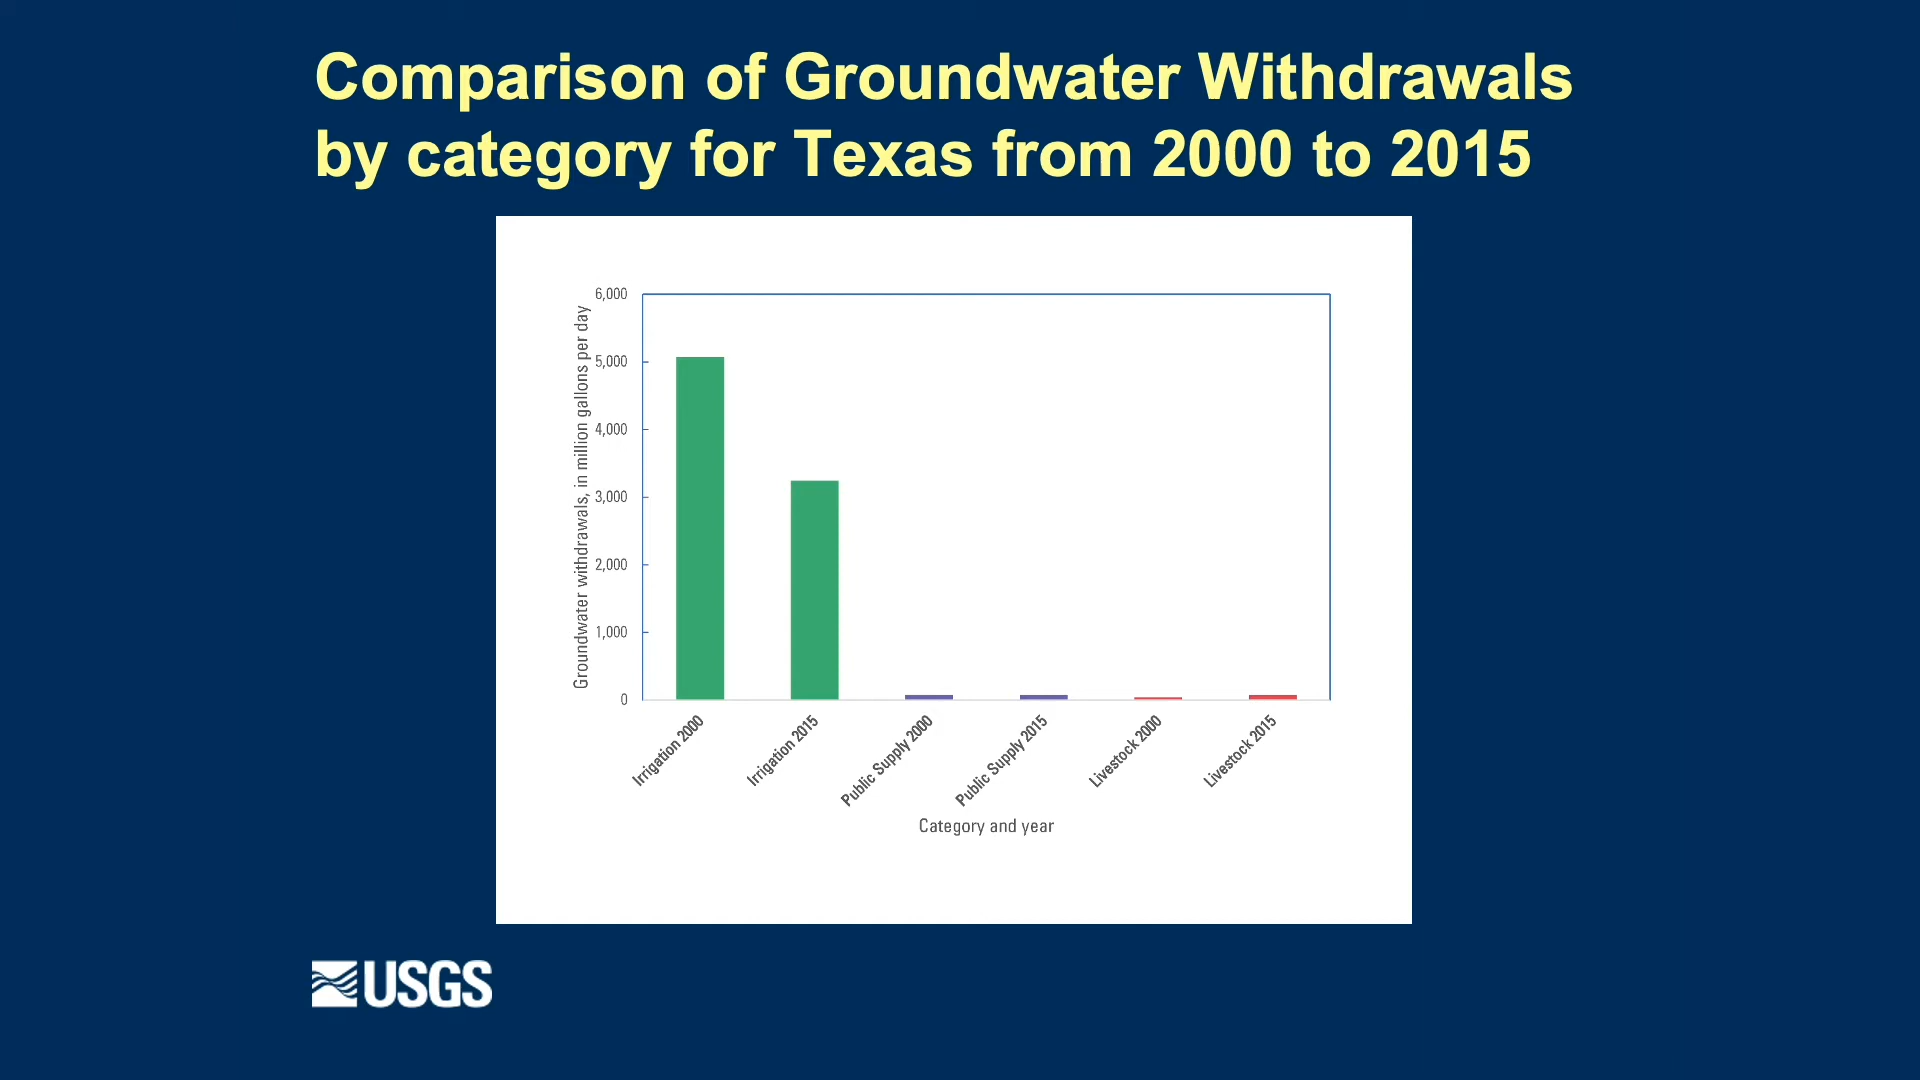 Comparison of Groundwater Withdrawals
by category for Texas from 2000 to 2015
Groundwater withdrawals, in million gallons per day
6,000
5,000
4,000
3,000
2,000
1,000
0
Irrigation 2000
Irrigation 2015
Public Supply 2000
Public Supply 2015
Livestock 2000
Livestock 2015
Category and year
USGS